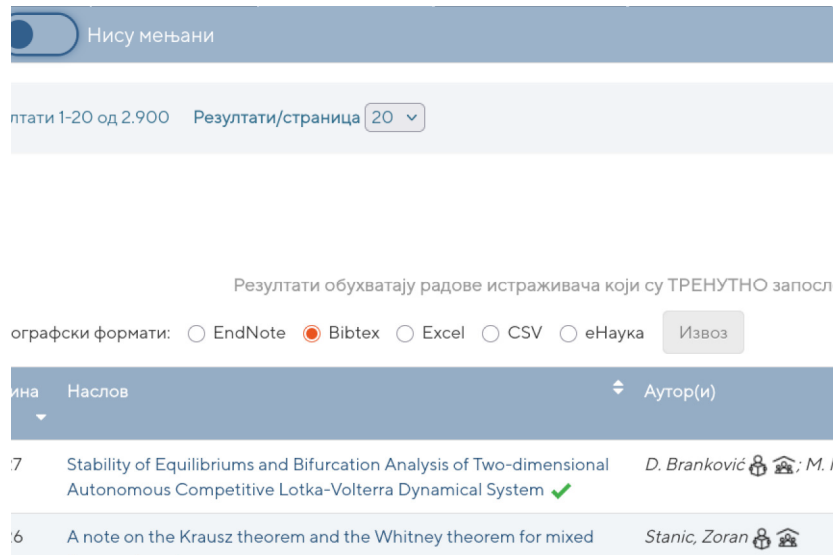 Нису мењани
лтати 1-20 од 2.900 Резултати/страница 20
Резултати обухватају радове истраживача који су ТРЕНУТНО запосл
ографски формати: EndNote Bibtex Excel CSV еНаука Извоз
ина Наслов Аутор(и)
27 Stability of Equilibriums and Bifurcation Analysis of Two-dimensional D. Branković ; M. 
Autonomous Competitive Lotka-Volterra Dynamical System
26 A note on the Krausz theorem and the Whitney theorem for mixed Stanic, Zoran